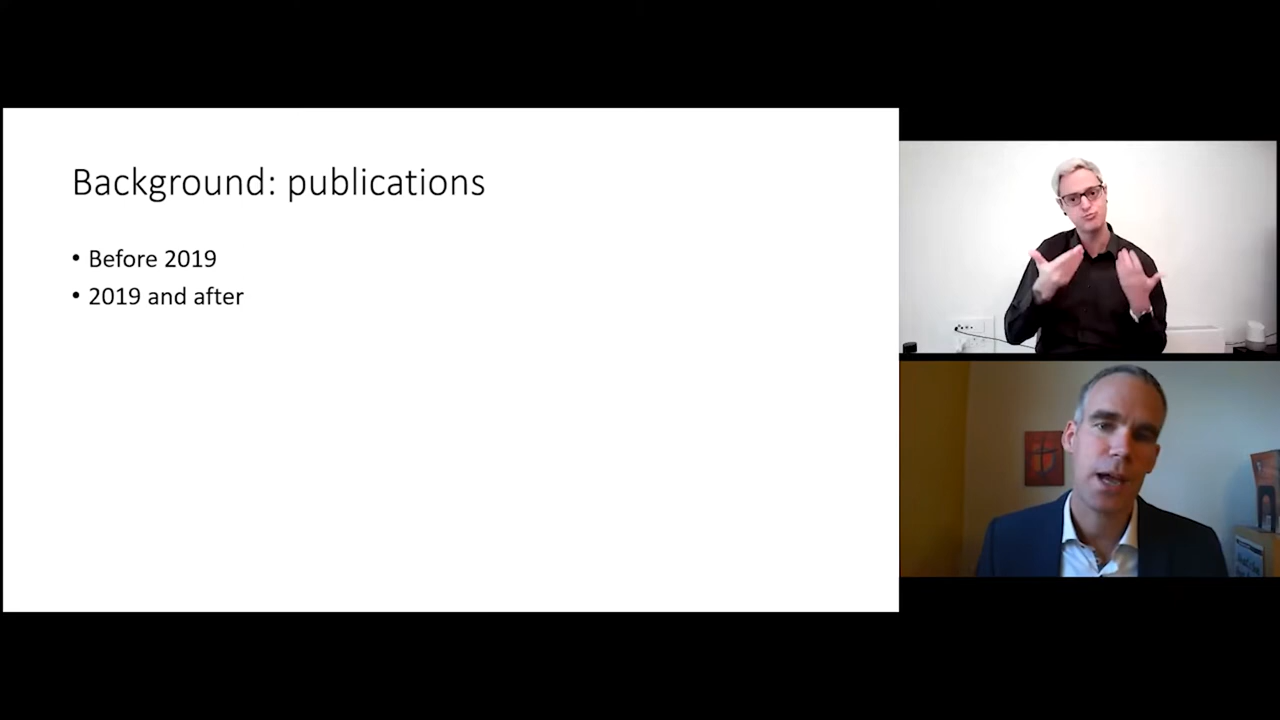 Background: publications
• Before 2019
• 2019 and after